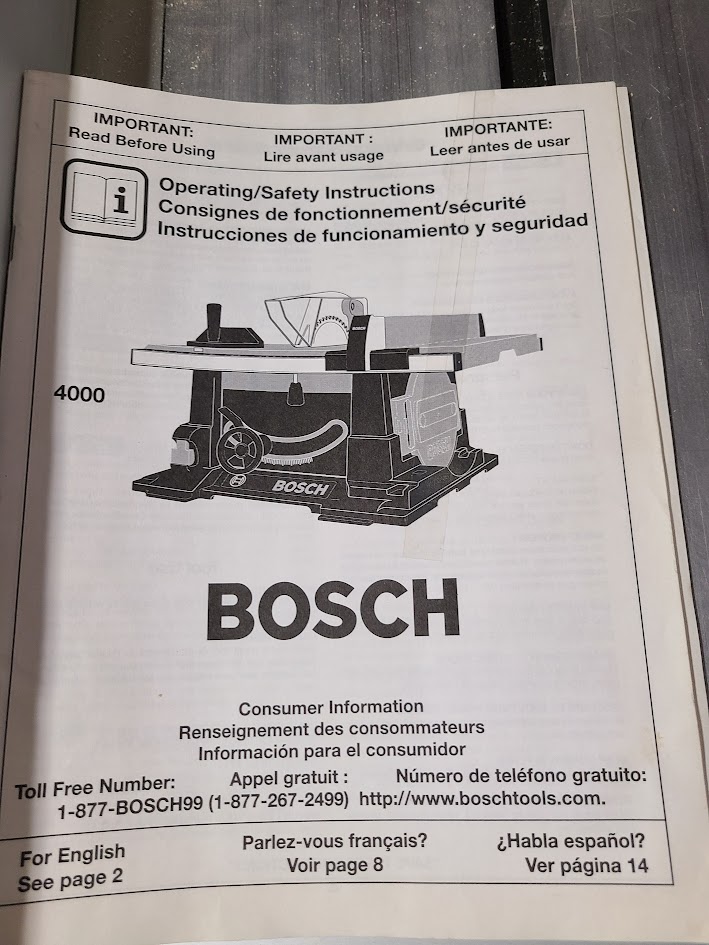 IMPORTANT:
Read Before Using
IMPORTANT :
Lire avant usage
IMPORTANTE:
Leer antes de usar
Operating/Safety Instructions
Consignes de fonctionnement/sécurité
Instrucciones de funcionamiento y seguridad
BOSCH
4000
BOSCH
BOSCH
Consumer Information
Renseignement des consommateurs
Información para el consumidor
Toll Free Number: Appel gratuit : Número de teléfono gratuito:
1-877-BOSCH99 (1-877-267-2499) http://www.boschtools.com.
For English
See page 2
Parlez-vous français?
Voir page 8
¿Habla español?
Ver página 14